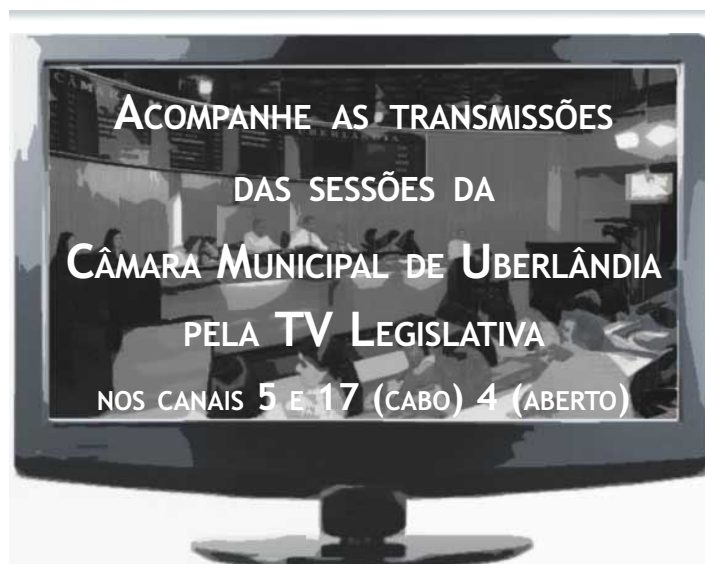 CÂMAR
ACOMPANHE AS TRANSMISSÕES
DAS SESSÕES DA
CÂMARA MUNICIPAL DE UBERLÂNDIA
PELA TV LEGISLATIVA
NOS CANAIS 5 E 17 (CABO) 4 (ABERTO)